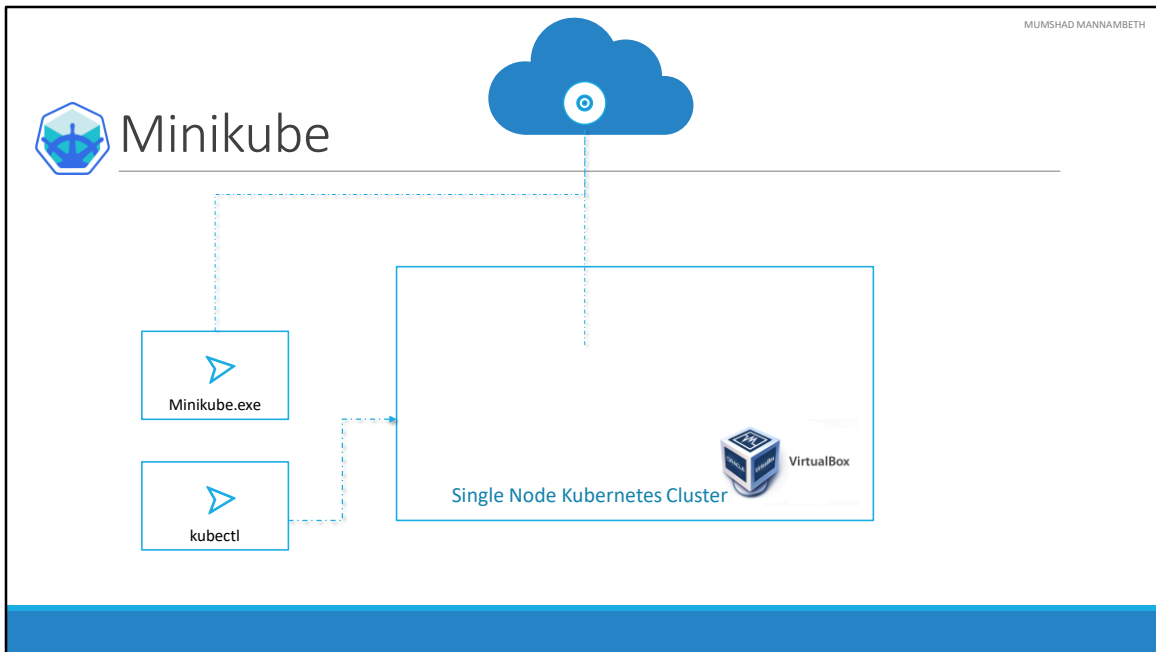 MUMSHAD MANNAMBETH
Minikube
Minikube.exe
kubectl
Single Node Kubernetes Cluster
VirtualBox